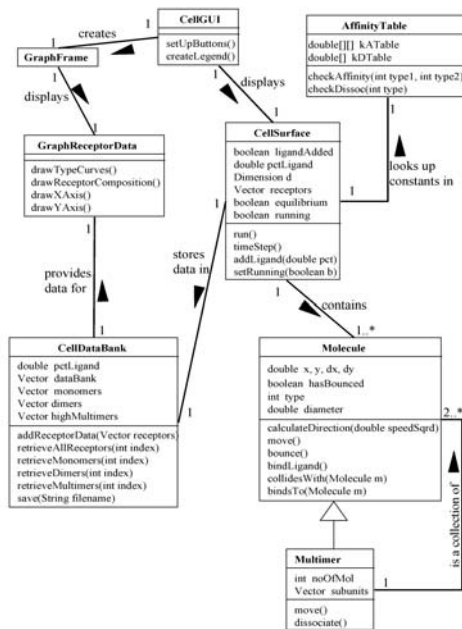 CellGUI
setUpButtons()
createLegend()
1
1
creates
1
GraphFrame
1
displays
1
GraphReceptorData
drawTypeCurves()
drawReceptorComposition()
drawXAxis()
drawYAxis()
1
provides
data for
1
displays
1
CellSurface
boolean ligandAdded
double pctLigand
Dimension d
Vector receptors
boolean equilibrium
boolean running
run()
timeStep()
addLigand(double pct)
setRunning(boolean b)
1
1
1
AffinityTable
double[][] kATable
double[] kDTable
checkAffinity(int type1, int type2)
checkDissoc(int type)
1
looks up
constants in
stores
data in
1
CellDataBank
double pctLigand
Vector dataBank
Vector monomers
Vector dimers
Vector highMultimers
addReceptorData(Vector receptors)
retrieveAllReceptors(int index)
retrieveMonomers(int index)
retrieveDimers(int index)
retrieveMultimers(int index)
save(String filename)
contains
1..*
Molecule
double x, y, dx, dy
boolean hasBounced
int type
double diameter
calculateDirection(double speedSqrd)
move()
bounce()
bindLigand()
collidesWith(Molecule m)
bindsTo(Molecule m)
2..*
is a collection of
1
Multimer
int noOfMol
Vector subunits
move()
dissociate()